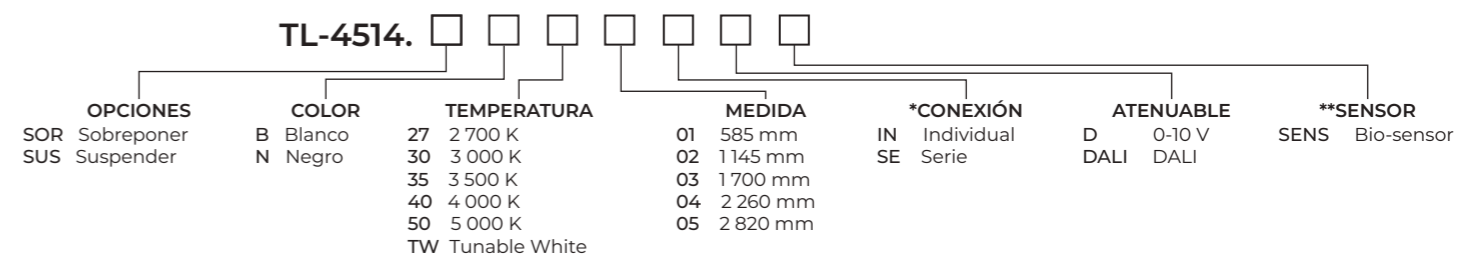 TL-4514.
OPCIONES COLOR TEMPERATURA MEDIDA *CONEXIÓN ATENUABLE **SENSOR
SOR Sobreponer B Blanco 27 2 700 K 01 585 mm IN Individual D 0-10 V SENS Bio-sensor
SUS Suspender N Negro 30 3 000 K 02 1 145 mm SE Serie DALI DALI
35 3 500 K 03 1 700 mm
40 4 000 K 04 2 260 mm
50 5 000 K 05 2 820 mm
TW Tunable White